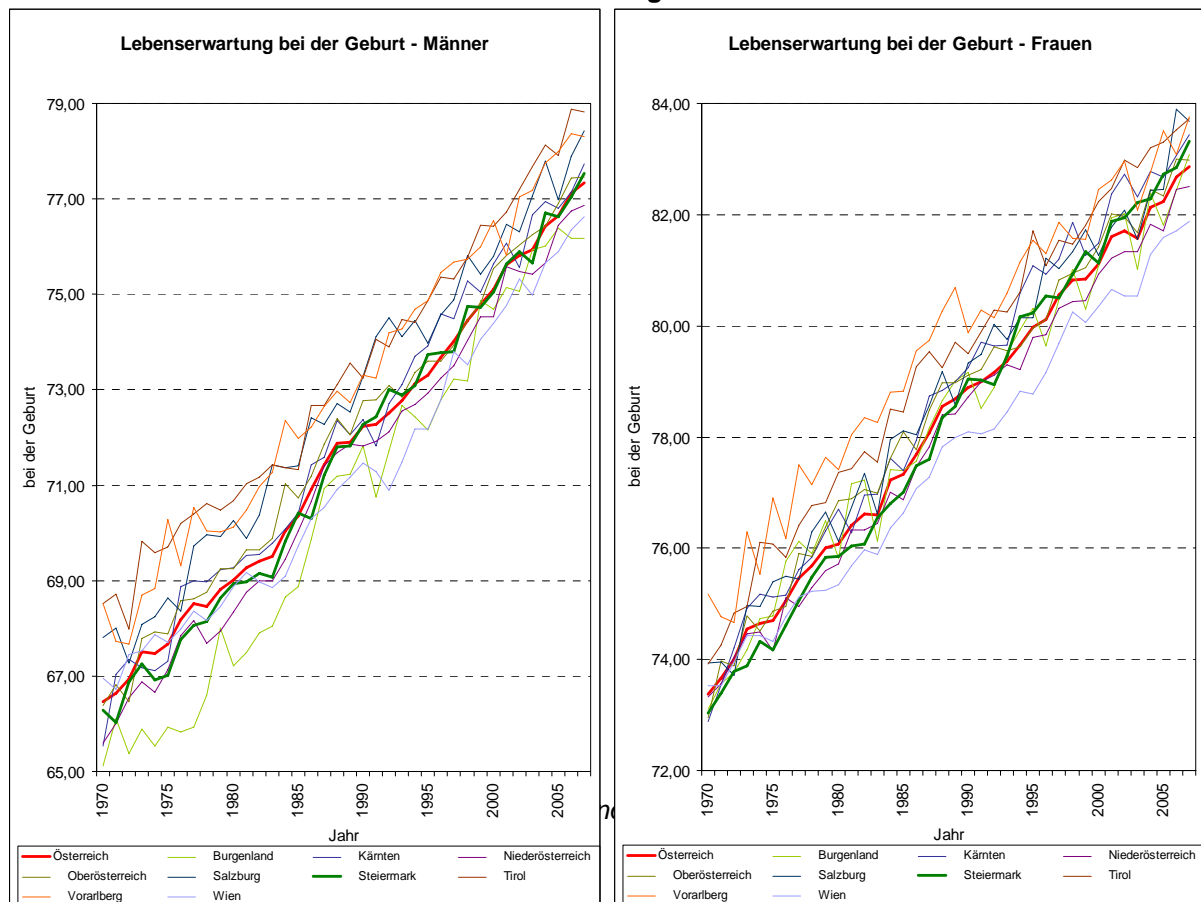 Lebenserwartung bei der Geburt - Männer
79,00
77,00
75,00
73,00
71,00
69,00
67,00
65,00
bei der Geburt
1970
1975
1980
1985
1990
1995
2000
2005
Jahr
Österreich Burgenland Kärnten Niederösterreich
Oberösterreich Salzburg Steiermark Tirol
Vorarlberg Wien
Lebenserwartung bei der Geburt - Frauen
84,00
82,00
80,00
78,00
76,00
74,00
72,00
bei der Geburt
1970
1975
1980
1985
1990
1995
2000
2005
Jahr
Österreich Burgenland Kärnten Niederösterreich
Oberösterreich Salzburg Steiermark Tirol
Vorarlberg Wien